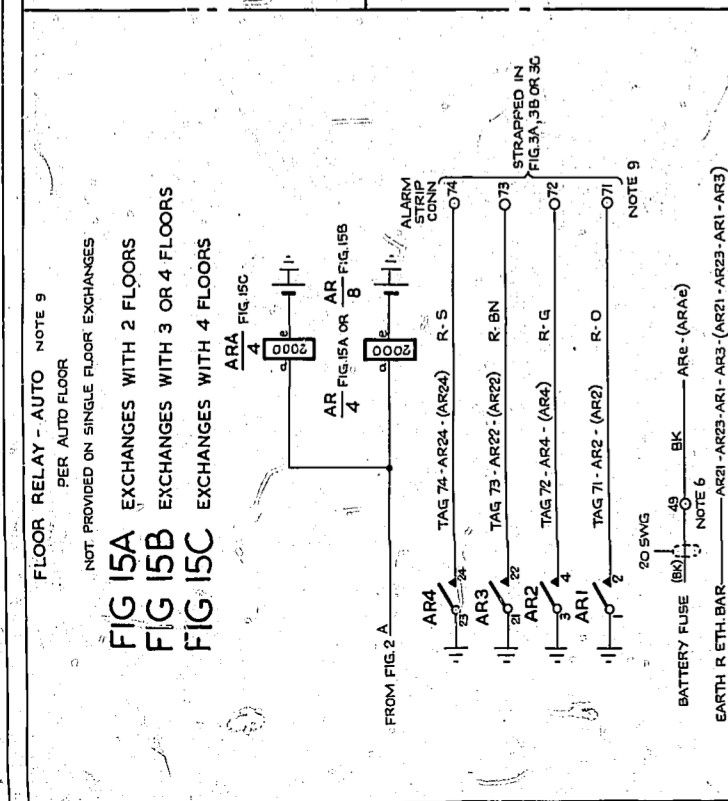 FLOOR RELAY - AUTO NOTE 9
PER AUTO FLOOR
NOT PROVIDED ON SINGLE FLOOR EXCHANGES
FIG 15A EXCHANGES WITH 2 FLOORS
FIG 15B EXCHANGES WITH 3 OR 4 FLOORS
FIG 15C EXCHANGES WITH 4 FLOORS
ARA
4
FIG. 15C
a 2000 e
AR
4
FIG. 15A OR
AR
8
FIG. 15B
a 2000 e
FROM FIG. 2 A
ALARM
STRIP
CONN
STRAPPED IN
FIG. 3A, 3B OR 3C
AR4 23 24 TAG 74 - AR24 - (AR24) R - S 74
AR3 21 22 TAG 73 - AR22 - (AR22) R - BN 73
AR2 3 4 TAG 72 - AR4 - (AR4) R - G 72
AR1 1 2 TAG 71 - AR2 - (AR2) R - O 71
NOTE 9
20 SWG
BATTERY FUSE (BK) 49 BK ARe - (ARAe)
NOTE 6
EARTH R ETH. BAR AR21 - AR23 - AR1 - AR3 - (AR21 - AR23 - AR1 - AR3)